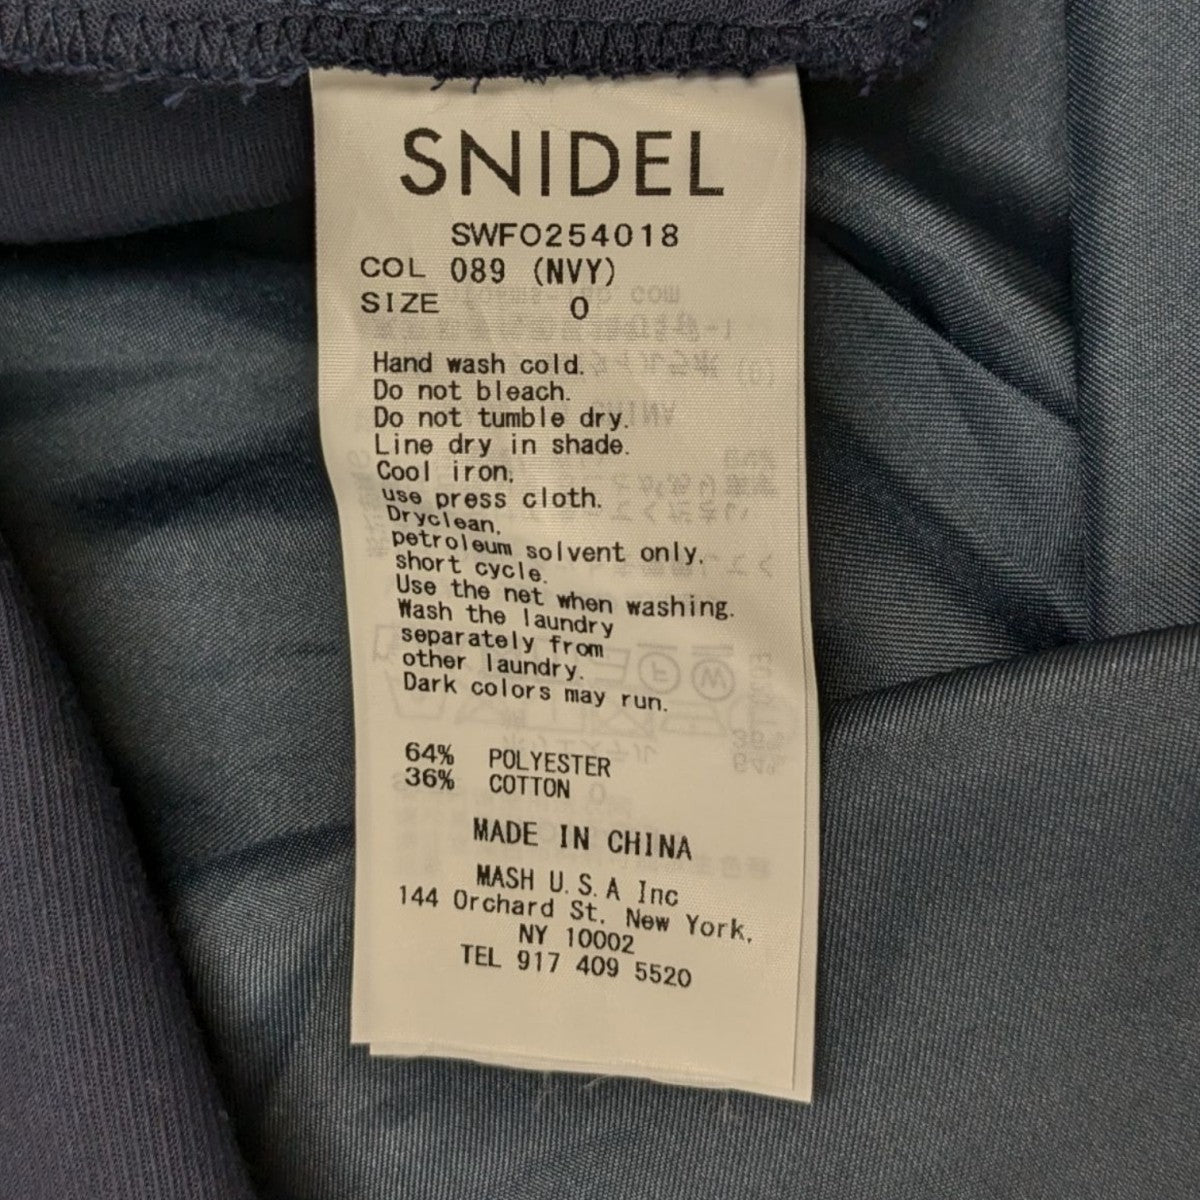 SNIDEL
SWFO254018
COL 089 (NVY)
SIZE 0
Hand wash cold.
Do not bleach.
Do not tumble dry.
Line dry in shade.
Cool iron,
use press cloth.
Dryclean,
petroleum solvent only,
short cycle.
Use the net when washing.
Wash the laundry
separately from
other laundry.
Dark colors may run.
64% POLYESTER
36% COTTON
MADE IN CHINA
MASH U.S.A Inc
144 Orchard St. New York,
NY 10002
TEL 917 409 5520